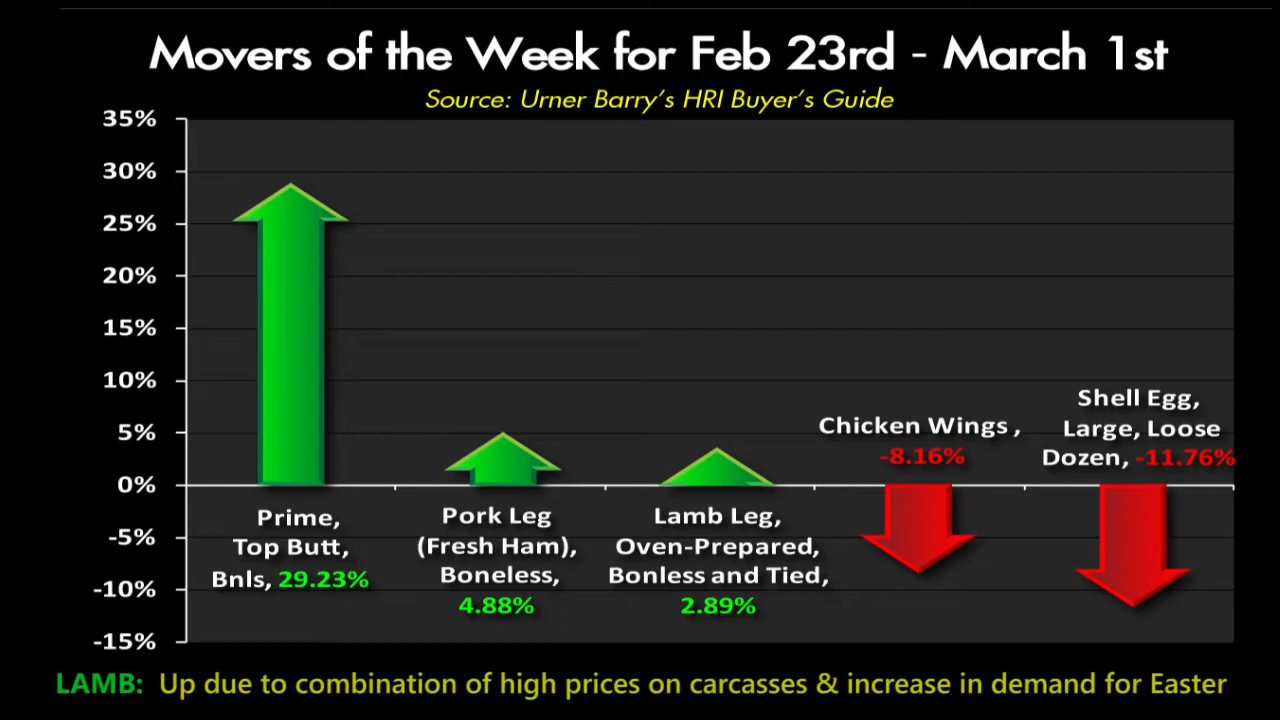 Movers of the Week for Feb 23rd - March 1st
Source: Urner Barry's HRI Buyer's Guide
35%
30%
25%
20%
15%
10%
5%
0%
-5%
-10%
-15%
Prime,
Top Butt,
Bnls, 29.23%
Pork Leg
(Fresh Ham),
Boneless,
4.88%
Lamb Leg,
Oven-Prepared,
Bonless and Tied,
2.89%
Chicken Wings ,
-8.16%
Shell Egg,
Large, Loose
Dozen, -11.76%
LAMB: Up due to combination of high prices on carcasses & increase in demand for Easter